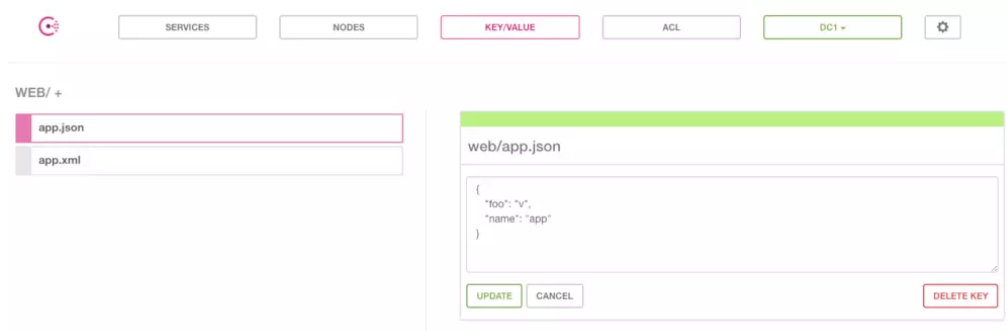 SERVICES NODES KEY/VALUE ACL DC1
WEB/ +
app.json
app.xml
web/app.json
{
"foo": "v",
"name": "app"
}
UPDATE CANCEL DELETE KEY